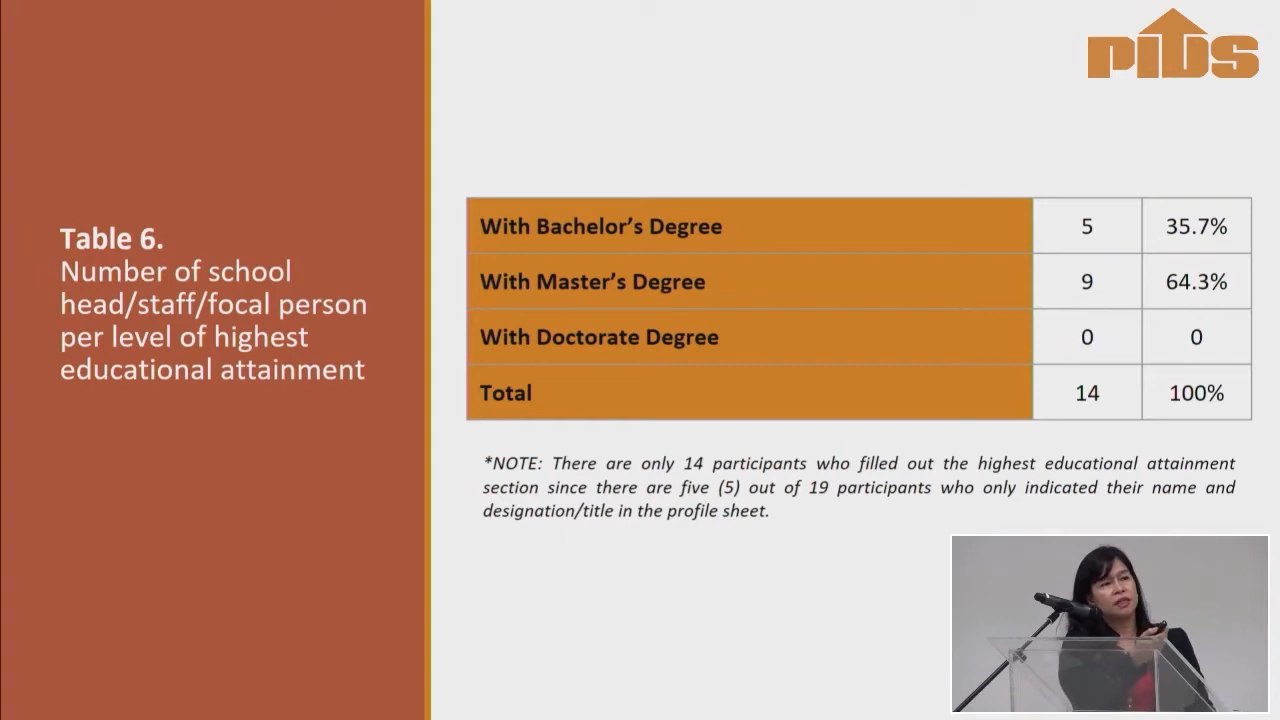 PIDS
Table 6.
Number of school
head/staff/focal person
per level of highest
educational attainment
With Bachelor’s Degree 5 35.7%
With Master’s Degree 9 64.3%
With Doctorate Degree 0 0
Total 14 100%
*NOTE: There are only 14 participants who filled out the highest educational attainment
section since there are five (5) out of 19 participants who only indicated their name and
designation/title in the profile sheet.